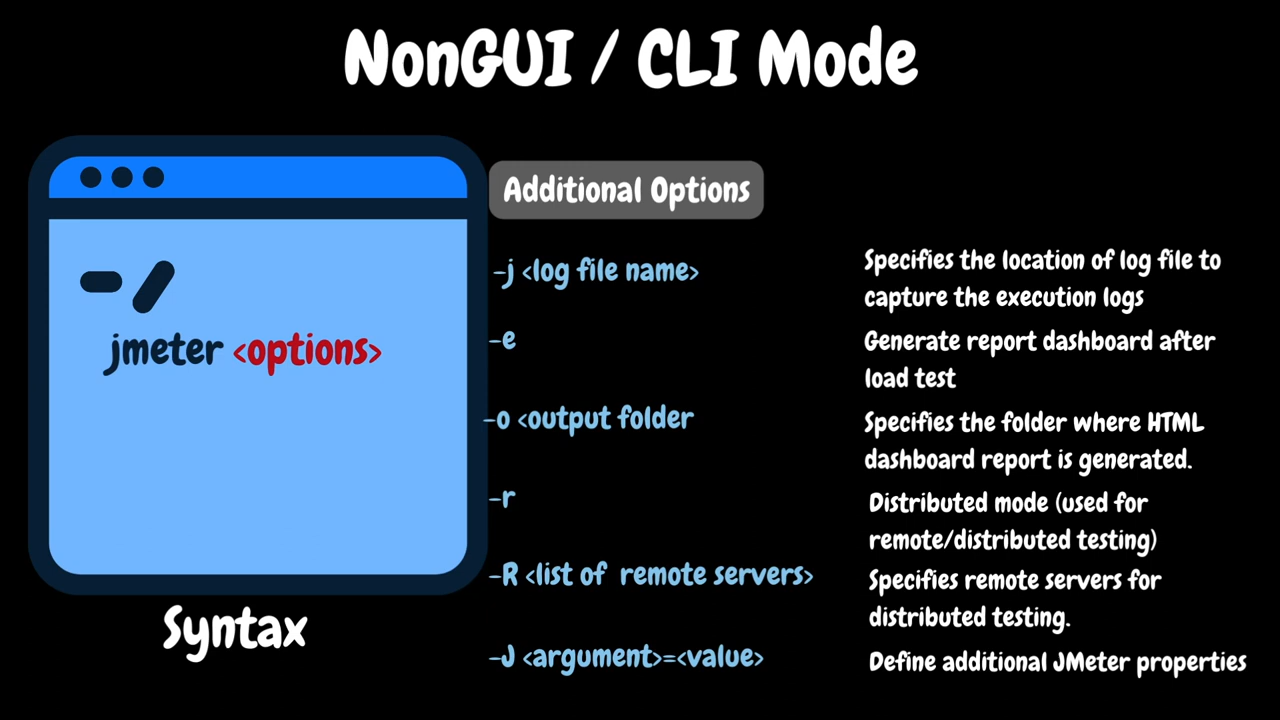 NonGUI / CLI Mode
jmeter <options>
Syntax
Additional Options
-j <log file name>
Specifies the location of log file to
capture the execution logs
-e
Generate report dashboard after
load test
-o <output folder
Specifies the folder where HTML
dashboard report is generated.
-r
Distributed mode (used for
remote/distributed testing)
-R <list of remote servers>
Specifies remote servers for
distributed testing.
-J <argument>=<value>
Define additional JMeter properties